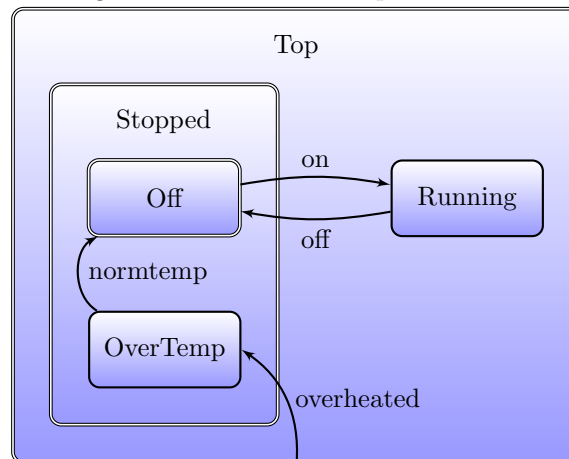 Top
Stopped
Off
on
Running
off
normtemp
OverTemp
overheated